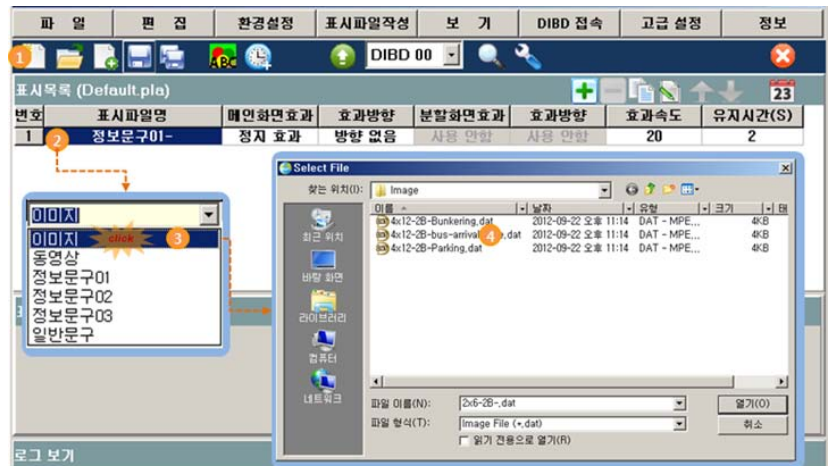 파 일 편 집 환경설정 표시파일작성 보 기 DIBD 접속 고급 설정 정보
1 ABC DIBD 00
표시목록 (Default.pla) 23
번호 표시파일명 메인화면효과 효과방향 분할화면효과 효과방향 효과속도 유지시간(S)
1 2 정보문구01- 정지 효과 방향 없음 사용 안함 사용 안함 20 2
이미지
이미지 click 3
동영상
정보문구01
정보문구02
정보문구03
일반문구
Select File
찾는 위치(I): Image
이름 날짜 유형 크기 태
4x12-2B-Bunkering.dat 2012-09-22 오후 11:14 DAT - MPE,,, 4KB
4x12-2B-bus-arrival 4 .dat 2012-09-22 오후 11:14 DAT - MPE,,, 4KB
4x12-2B-Parking.dat 2012-09-22 오후 11:14 DAT - MPE,,, 4KB
최근 위치
바탕 화면
라이브러리
컴퓨터
네트워크
파일 이름(N): 2x6-2B-,dat 열기(O)
파일 형식(T): Image File (*,dat) 취소
읽기 전용으로 열기(R)
로그 보기